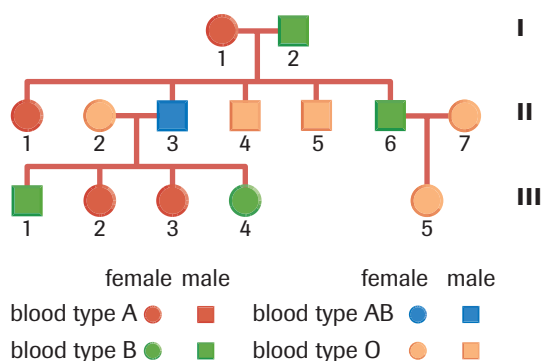 I
1 2
II
1 2 3 4 5 6 7
III
1 2 3 4 5
female male female male
blood type A blood type AB
blood type B blood type O